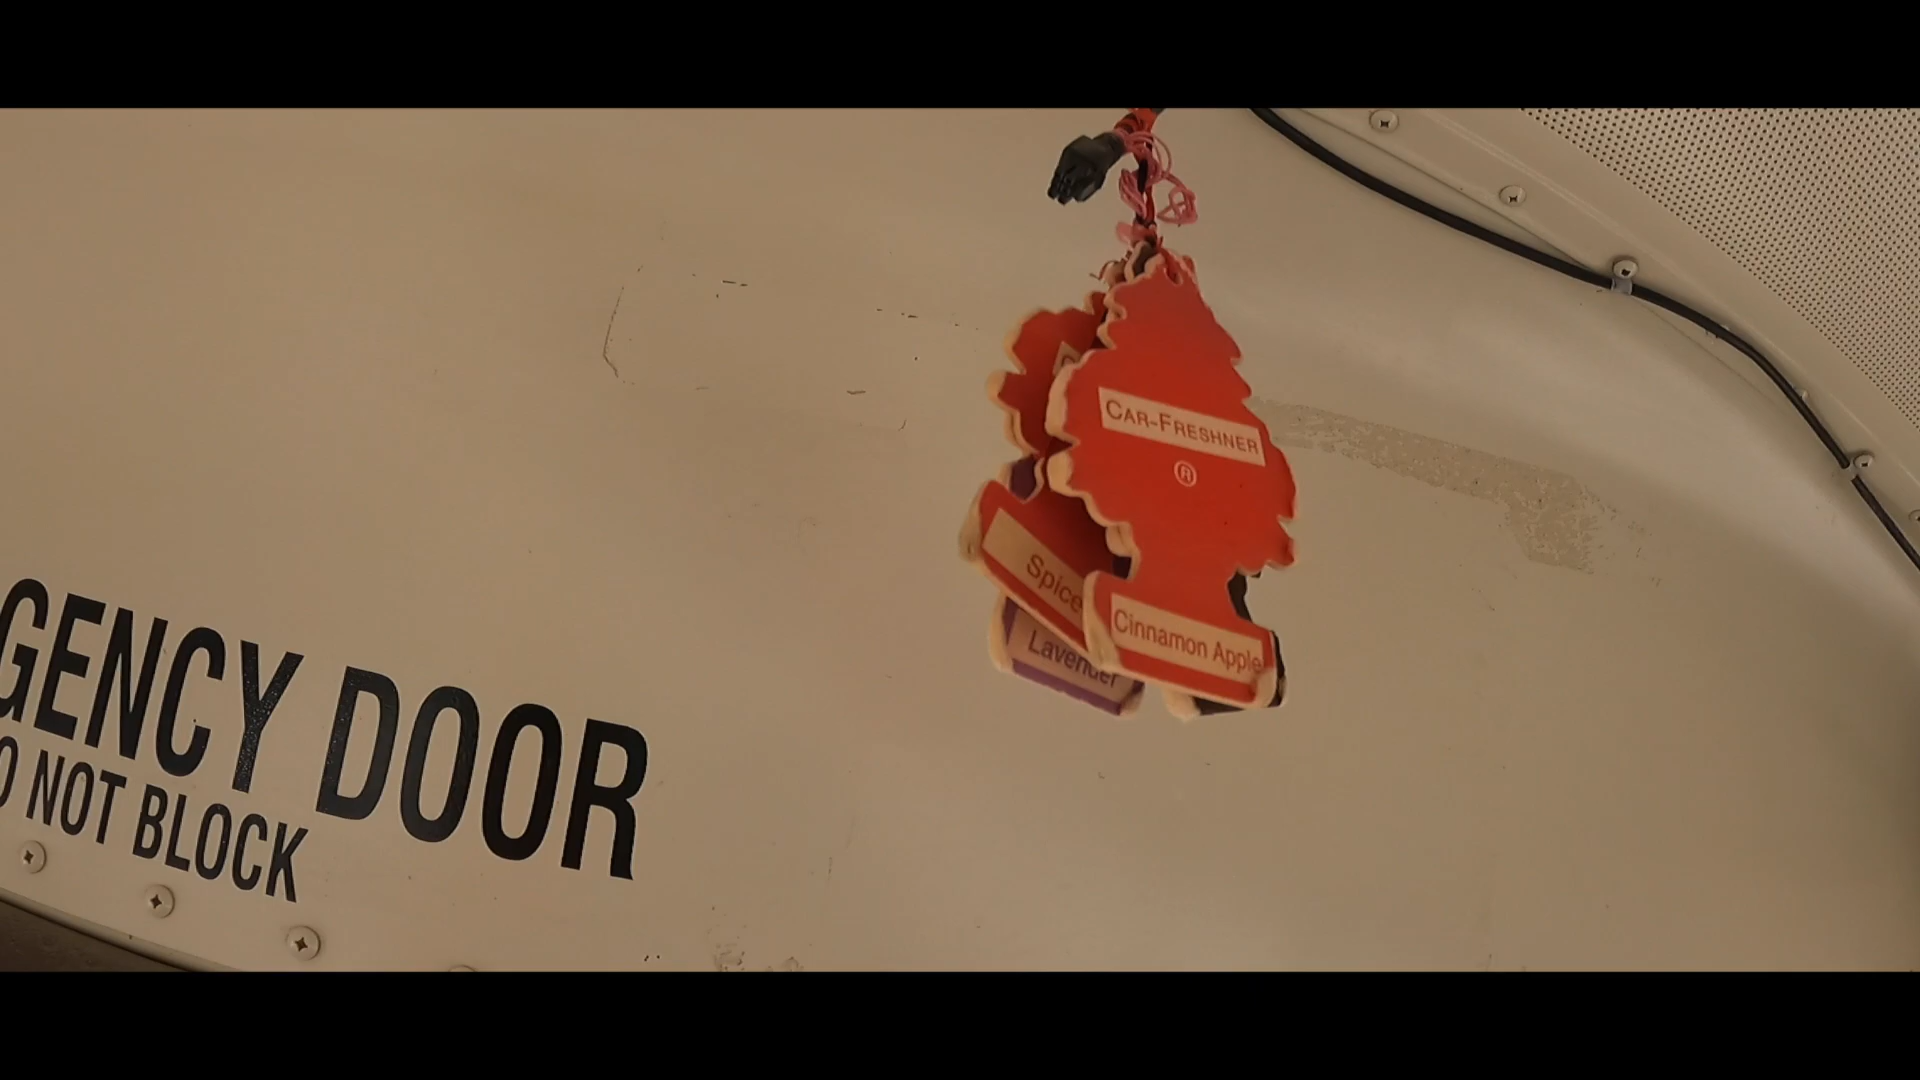 GENCY DOOR
O NOT BLOCK
CAR-FRESHNER
®
Spice
Cinnamon Apple
Lavender